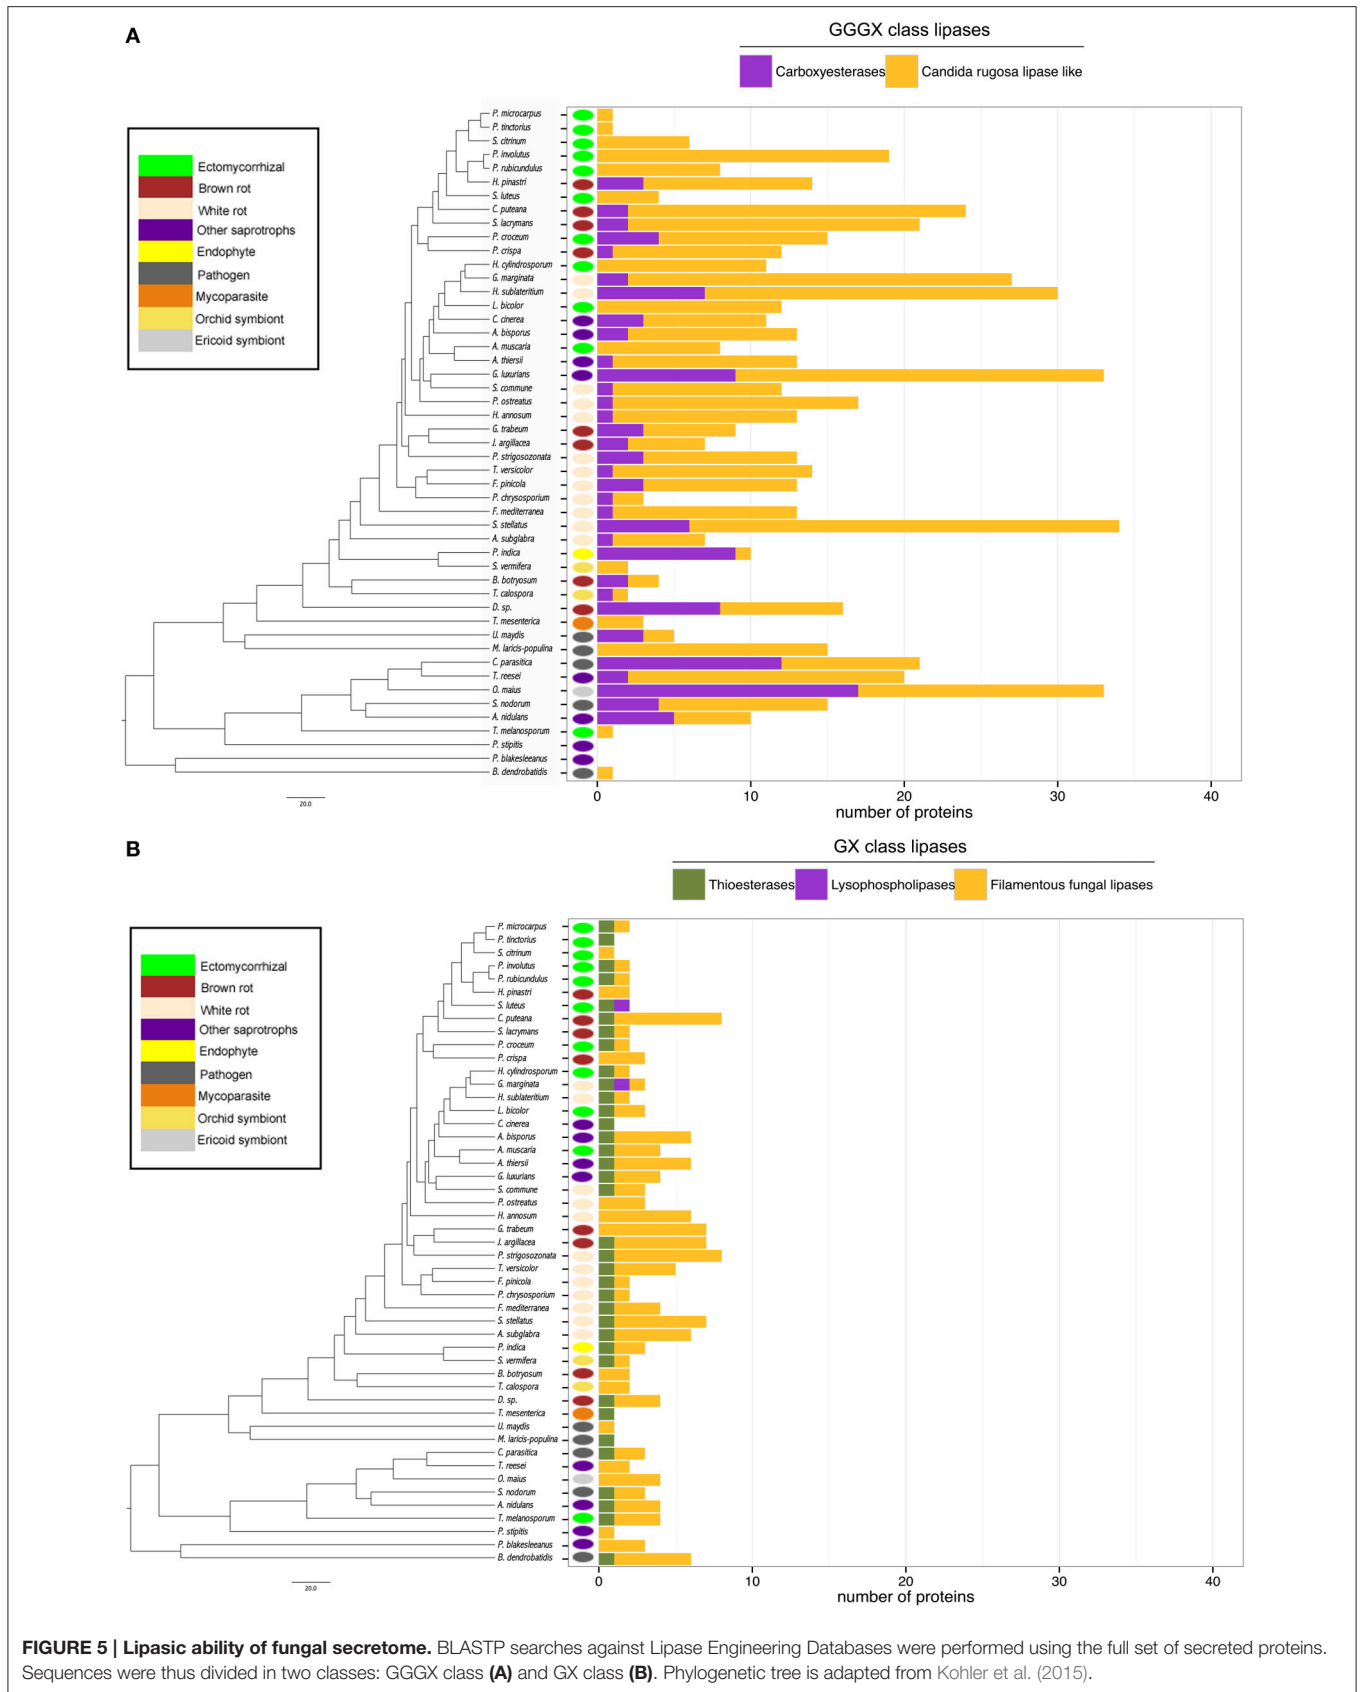 A
GGGX class lipases
Carboxyesterases Candida rugosa lipase like
Ectomycorrhizal
Brown rot
White rot
Other saprotrophs
Endophyte
Pathogen
Mycoparasite
Orchid symbiont
Ericoid symbiont
P. microcarpus
P. tinctorius
S. citrinum
P. involutus
P. rubicundulus
H. pinastri
S. luteus
C. puteana
S. lacrymans
P. croceum
P. crispa
H. cylindrosporum
G. marginata
H. sublateritium
L. bicolor
C. cinerea
A. bisporus
A. muscaria
A. thiersii
G. luxurians
S. commune
P. ostreatus
H. annosum
G. trabeum
J. argillacea
P. strigosozonata
T. versicolor
F. pinicola
P. chrysosporium
F. mediterranea
S. stellatus
A. subglabra
P. indica
S. vermifera
B. botryosum
T. calospora
D. sp.
T. mesenterica
U. maydis
M. laricis-populina
C. parasitica
T. reesei
O. maius
S. nodorum
A. nidulans
T. melanosporum
P. stipitis
P. blakesleeanus
B. dendrobatidis
20.0
0 10 20 30 40
number of proteins
B
GX class lipases
Thioesterases Lysophospholipases Filamentous fungal lipases
Ectomycorrhizal
Brown rot
White rot
Other saprotrophs
Endophyte
Pathogen
Mycoparasite
Orchid symbiont
Ericoid symbiont
P. microcarpus
P. tinctorius
S. citrinum
P. involutus
P. rubicundulus
H. pinastri
S. luteus
C. puteana
S. lacrymans
P. croceum
P. crispa
H. cylindrosporum
G. marginata
H. sublateritium
L. bicolor
C. cinerea
A. bisporus
A. muscaria
A. thiersii
G. luxurians
S. commune
P. ostreatus
H. annosum
G. trabeum
J. argillacea
P. strigosozonata
T. versicolor
F. pinicola
P. chrysosporium
F. mediterranea
S. stellatus
A. subglabra
P. indica
S. vermifera
B. botryosum
T. calospora
D. sp.
T. mesenterica
U. maydis
M. laricis-populina
C. parasitica
T. reesei
O. maius
S. nodorum
A. nidulans
T. melanosporum
P. stipitis
P. blakesleeanus
B. dendrobatidis
20.0
0 10 20 30 40
number of proteins
FIGURE 5 | Lipasic ability of fungal secretome. BLASTP searches against Lipase Engineering Databases were performed using the full set of secreted proteins.
Sequences were thus divided in two classes: GGGX class (A) and GX class (B). Phylogenetic tree is adapted from Kohler et al. (2015).